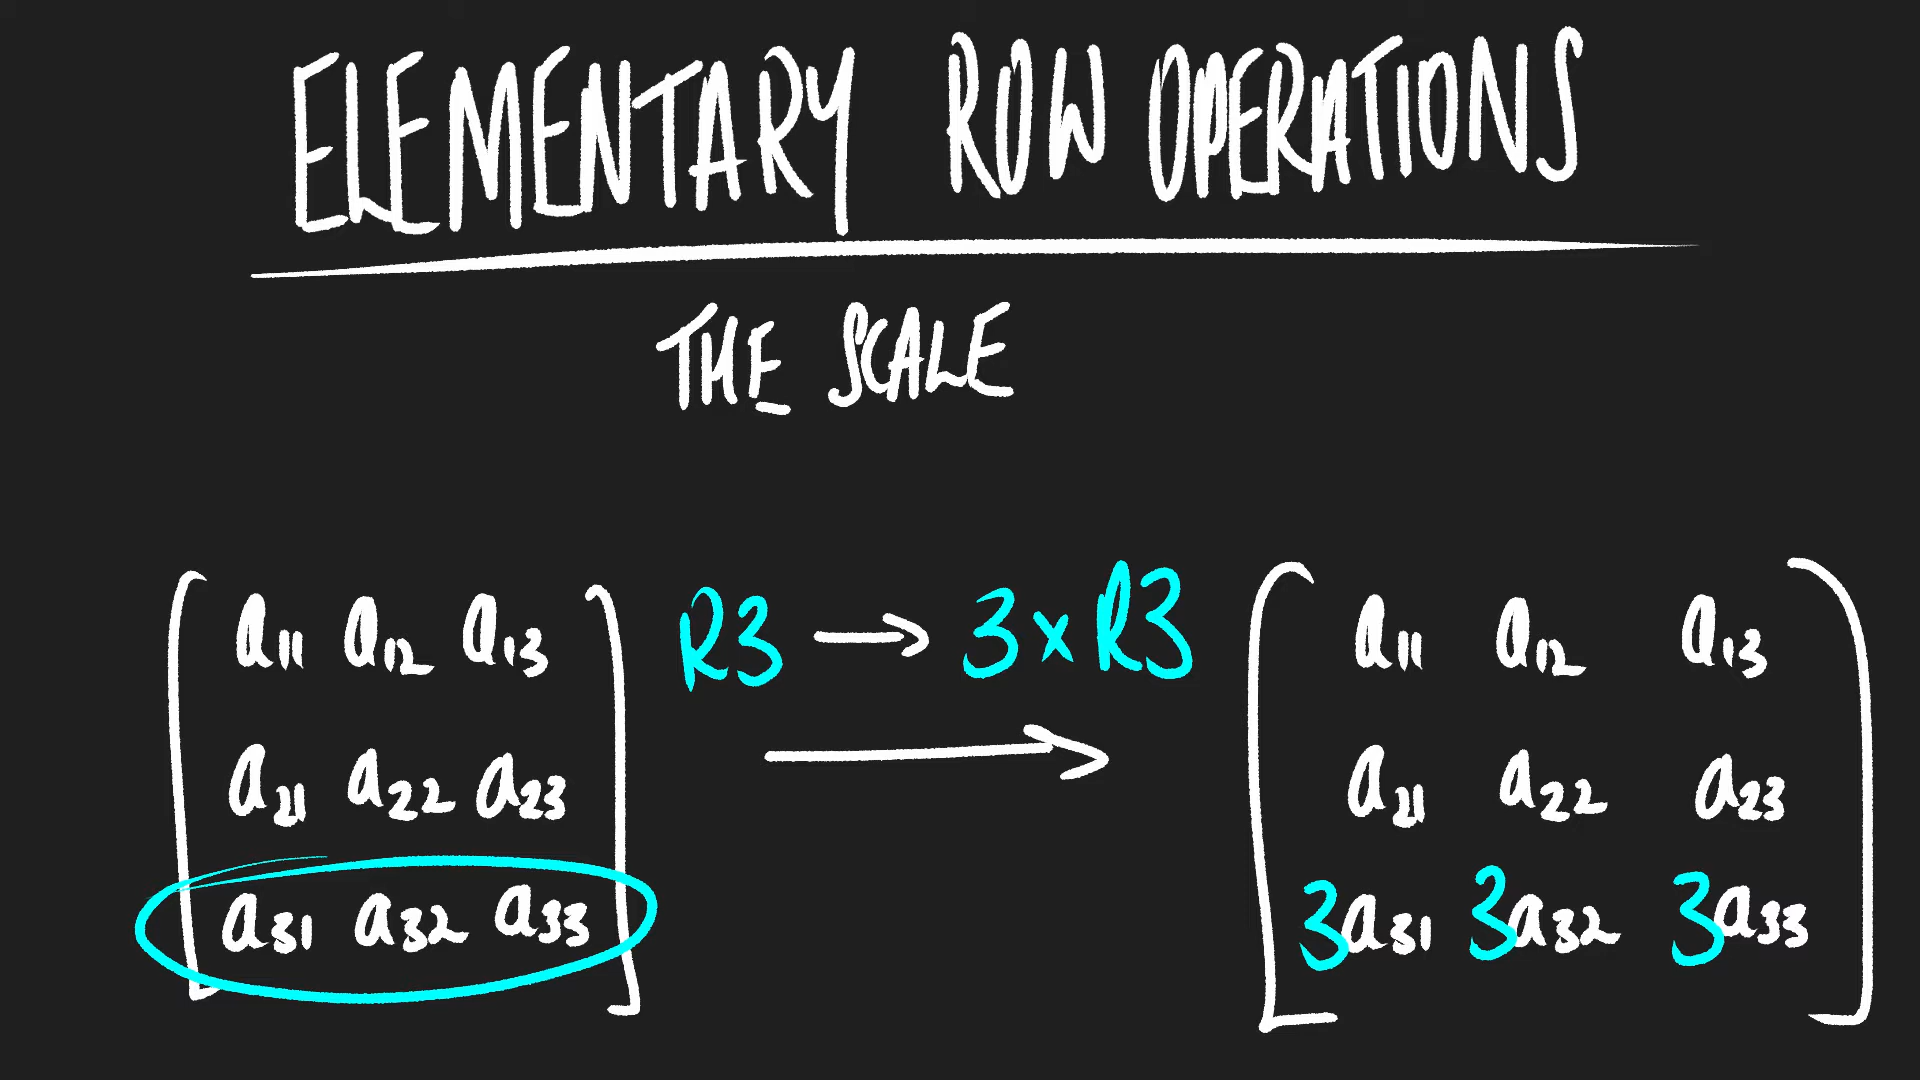 ELEMENTARY ROW OPERATIONS
THE SCALE
a11 a12 a13 R3 → 3 x R3 a11 a12 a13
a21 a22 a23 → a21 a22 a23
a31 a32 a33 3a31 3a32 3a33